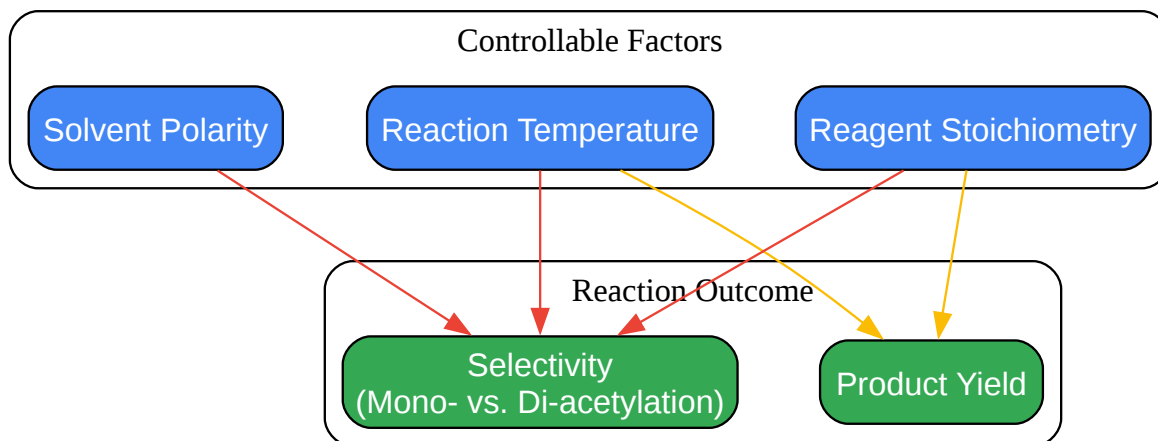 Controllable Factors
Solvent Polarity
Reaction Temperature
Reagent Stoichiometry
Reaction Outcome
Selectivity
(Mono- vs. Di-acetylation)
Product Yield